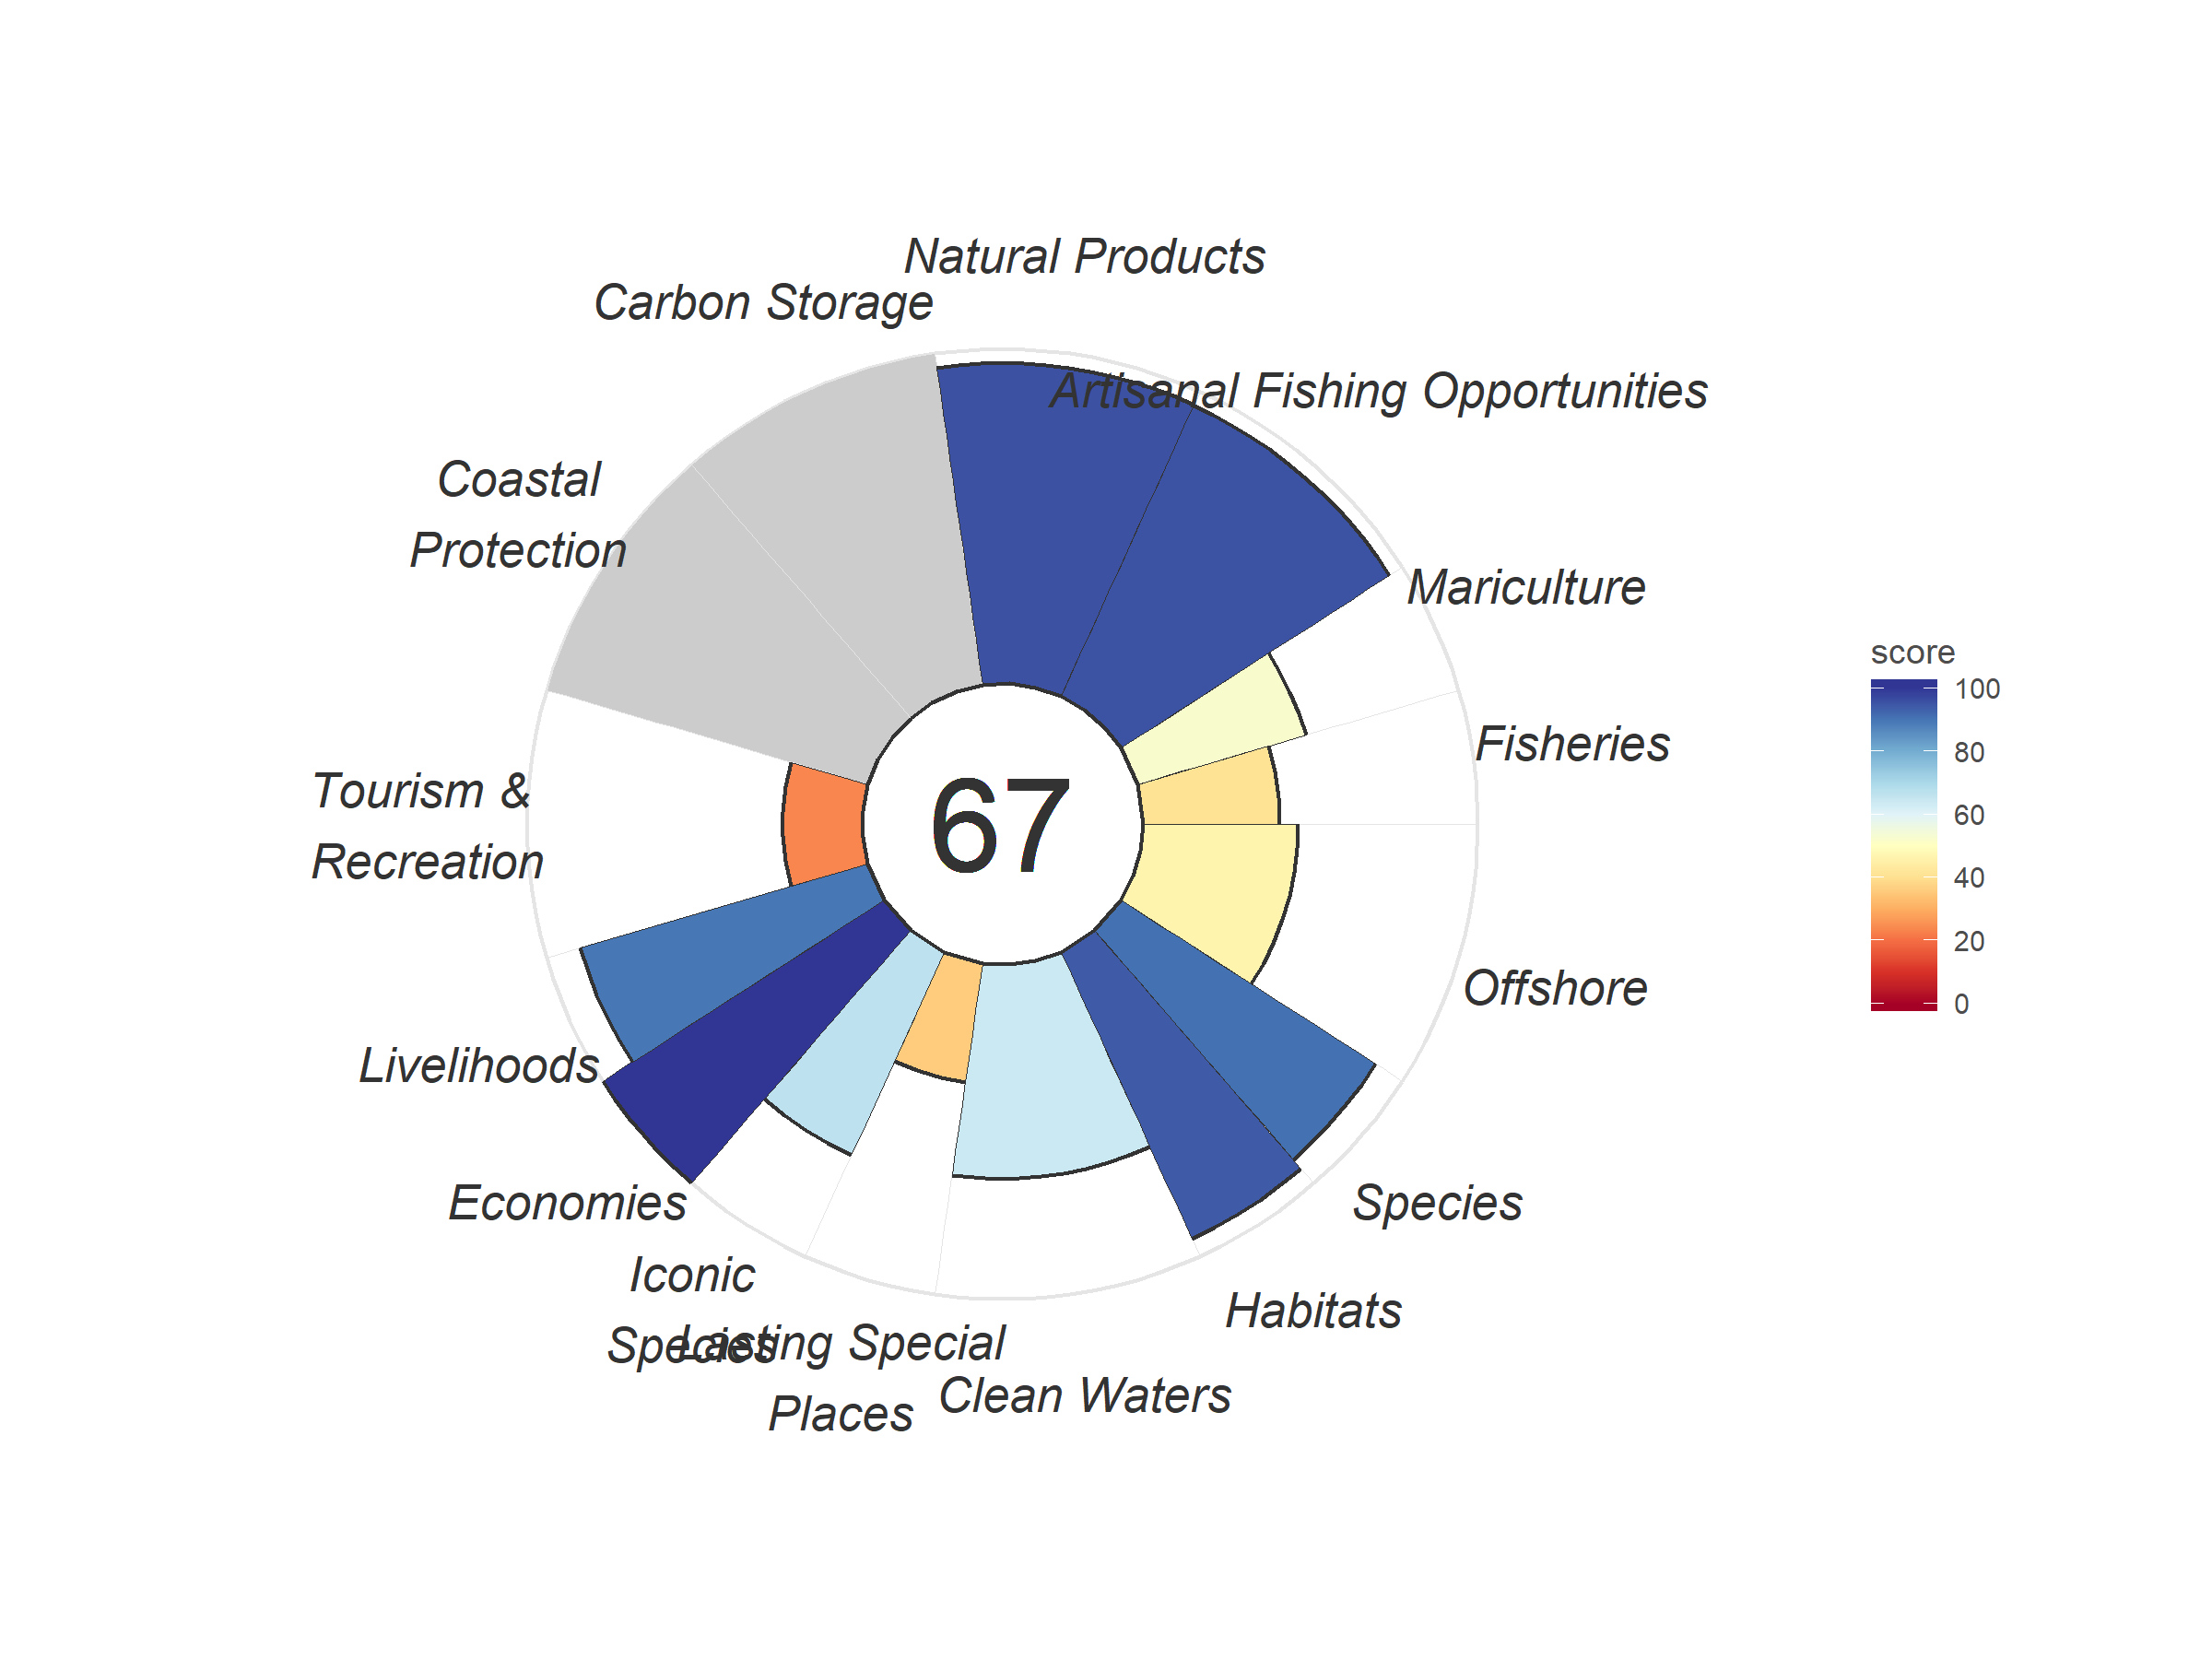 Natural Products
Carbon Storage
Artisanal Fishing Opportunities
Coastal
Protection
Mariculture
Fisheries
Tourism &
Recreation
67
Offshore
Livelihoods
Economies
Species
Iconic
Species
Habitats
Lasting Special
Places
Clean Waters
score
100
80
60
40
20
0